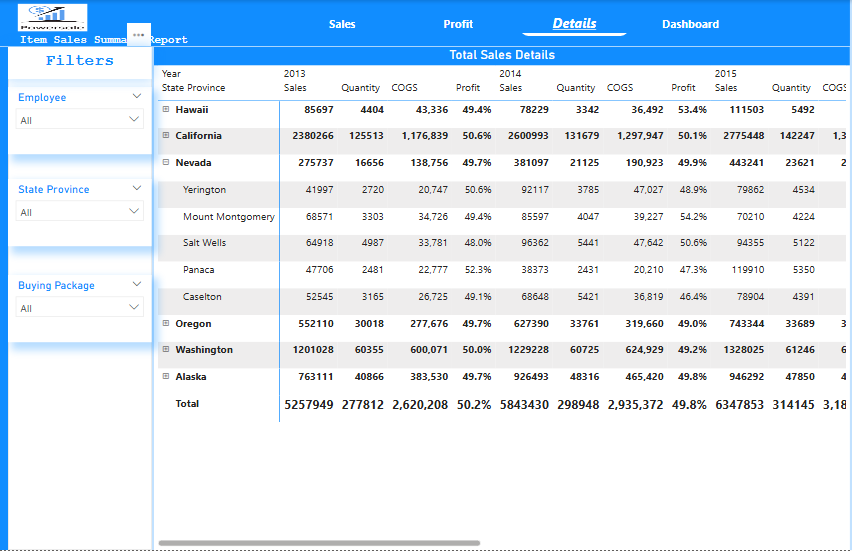 Powersale
Sales Profit Details Dashboard
Item Sales Summa ... Report
Filters
Total Sales Details
Employee
All
State Province
All
Buying Package
All
Year 2013 2014 2015
State Province Sales Quantity COGS Profit Sales Quantity COGS Profit Sales Quantity COGS
Hawaii 85697 4404 43,336 49.4% 78229 3342 36,492 53.4% 111503 5492
California 2380266 125513 1,176,839 50.6% 2600993 131679 1,297,947 50.1% 2775448 142247 1,3
Nevada 275737 16656 138,756 49.7% 381097 21125 190,923 49.9% 443241 23621 2
Yerington 41997 2720 20,747 50.6% 92117 3785 47,027 48.9% 79862 4534
Mount Montgomery 68571 3303 34,726 49.4% 85597 4047 39,227 54.2% 70210 4224
Salt Wells 64918 4987 33,781 48.0% 96362 5441 47,642 50.6% 94355 5122
Panaca 47706 2481 22,777 52.3% 38373 2431 20,210 47.3% 119910 5350
Caselton 52545 3165 26,725 49.1% 68648 5421 36,819 46.4% 78904 4391
Oregon 552110 30018 277,676 49.7% 627390 33761 319,660 49.0% 743344 33689 3
Washington 1201028 60355 600,071 50.0% 1229228 60725 624,929 49.2% 1328025 61246 6
Alaska 763111 40866 383,530 49.7% 926493 48316 465,420 49.8% 946292 47850 4
Total 5257949 277812 2,620,208 50.2% 5843430 298948 2,935,372 49.8% 6347853 314145 3,18